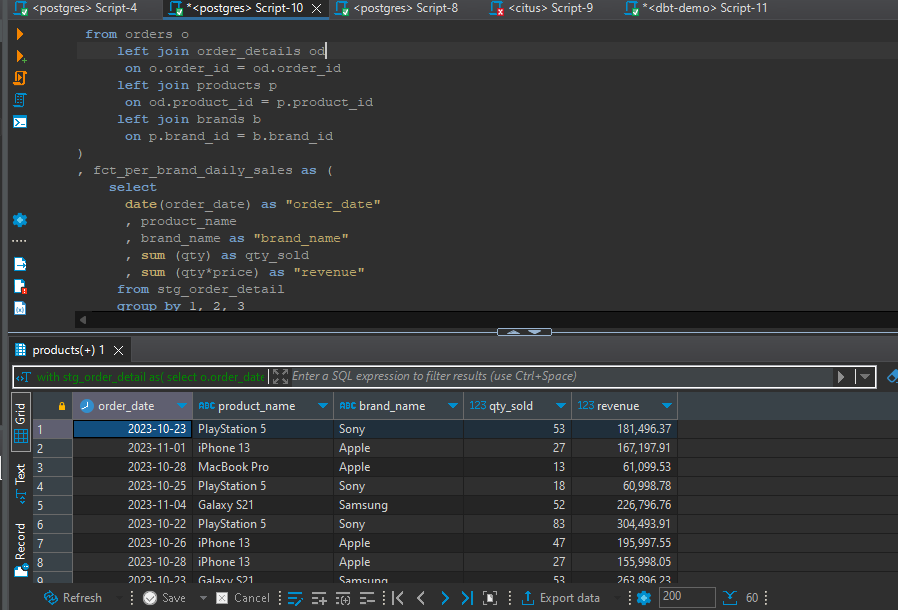 <postgres> Script-4
*<postgres> Script-10
<postgres> Script-8
<citus> Script-9
*<dbt-demo> Script-11
from orders o
left join order_details od
on o.order_id = od.order_id
left join products p
on od.product_id = p.product_id
left join brands b
on p.brand_id = b.brand_id
)
, fct_per_brand_daily_sales as (
select
date(order_date) as "order_date"
, product_name
, brand_name as "brand_name"
, sum (qty) as qty_sold
, sum (qty*price) as "revenue"
from stg_order_detail
group by 1, 2, 3
products(+) 1
with stg_order_detail as( select o.order_date
Enter a SQL expression to filter results (use Ctrl+Space)
Grid
Text
Record
order_date ABC product_name ABC brand_name 123 qty_sold 123 revenue
1 2023-10-23 PlayStation 5 Sony 53 181,496.37
2 2023-11-01 iPhone 13 Apple 27 167,197.91
3 2023-10-28 MacBook Pro Apple 13 61,099.53
4 2023-10-25 PlayStation 5 Sony 18 60,998.78
5 2023-11-04 Galaxy S21 Samsung 52 226,796.76
6 2023-10-22 PlayStation 5 Sony 83 304,493.91
7 2023-10-26 iPhone 13 Apple 47 195,997.55
8 2023-10-28 iPhone 13 Apple 27 155,998.05
9 2023-10-23 Galaxy S21 Samsung 53 263,896.23
Refresh Save Cancel Export data 200 60